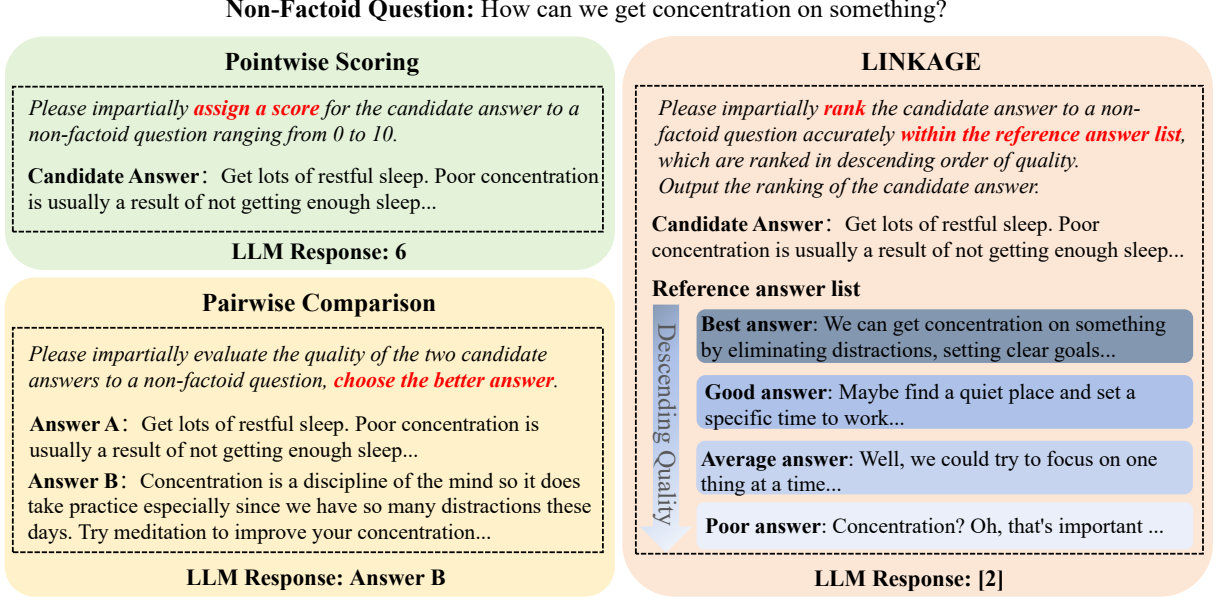 Non-Factoid Question: How can we get concentration on something?
Pointwise Scoring
Please impartially assign a score for the candidate answer to a
non-factoid question ranging from 0 to 10.
Candidate Answer： Get lots of restful sleep. Poor concentration
is usually a result of not getting enough sleep...
LLM Response: 6
Pairwise Comparison
Please impartially evaluate the quality of the two candidate
answers to a non-factoid question, choose the better answer.
Answer A： Get lots of restful sleep. Poor concentration is
usually a result of not getting enough sleep...
Answer B： Concentration is a discipline of the mind so it does
take practice especially since we have so many distractions these
days. Try meditation to improve your concentration...
LLM Response: Answer B
LINKAGE
Please impartially rank the candidate answer to a non-
factoid question accurately within the reference answer list,
which are ranked in descending order of quality.
Output the ranking of the candidate answer.
Candidate Answer： Get lots of restful sleep. Poor
concentration is usually a result of not getting enough sleep...
Reference answer list
Descending Quality
Best answer: We can get concentration on something
by eliminating distractions, setting clear goals...
Good answer: Maybe find a quiet place and set a
specific time to work...
Average answer: Well, we could try to focus on one
thing at a time...
Poor answer: Concentration? Oh, that's important ...
LLM Response: [2]